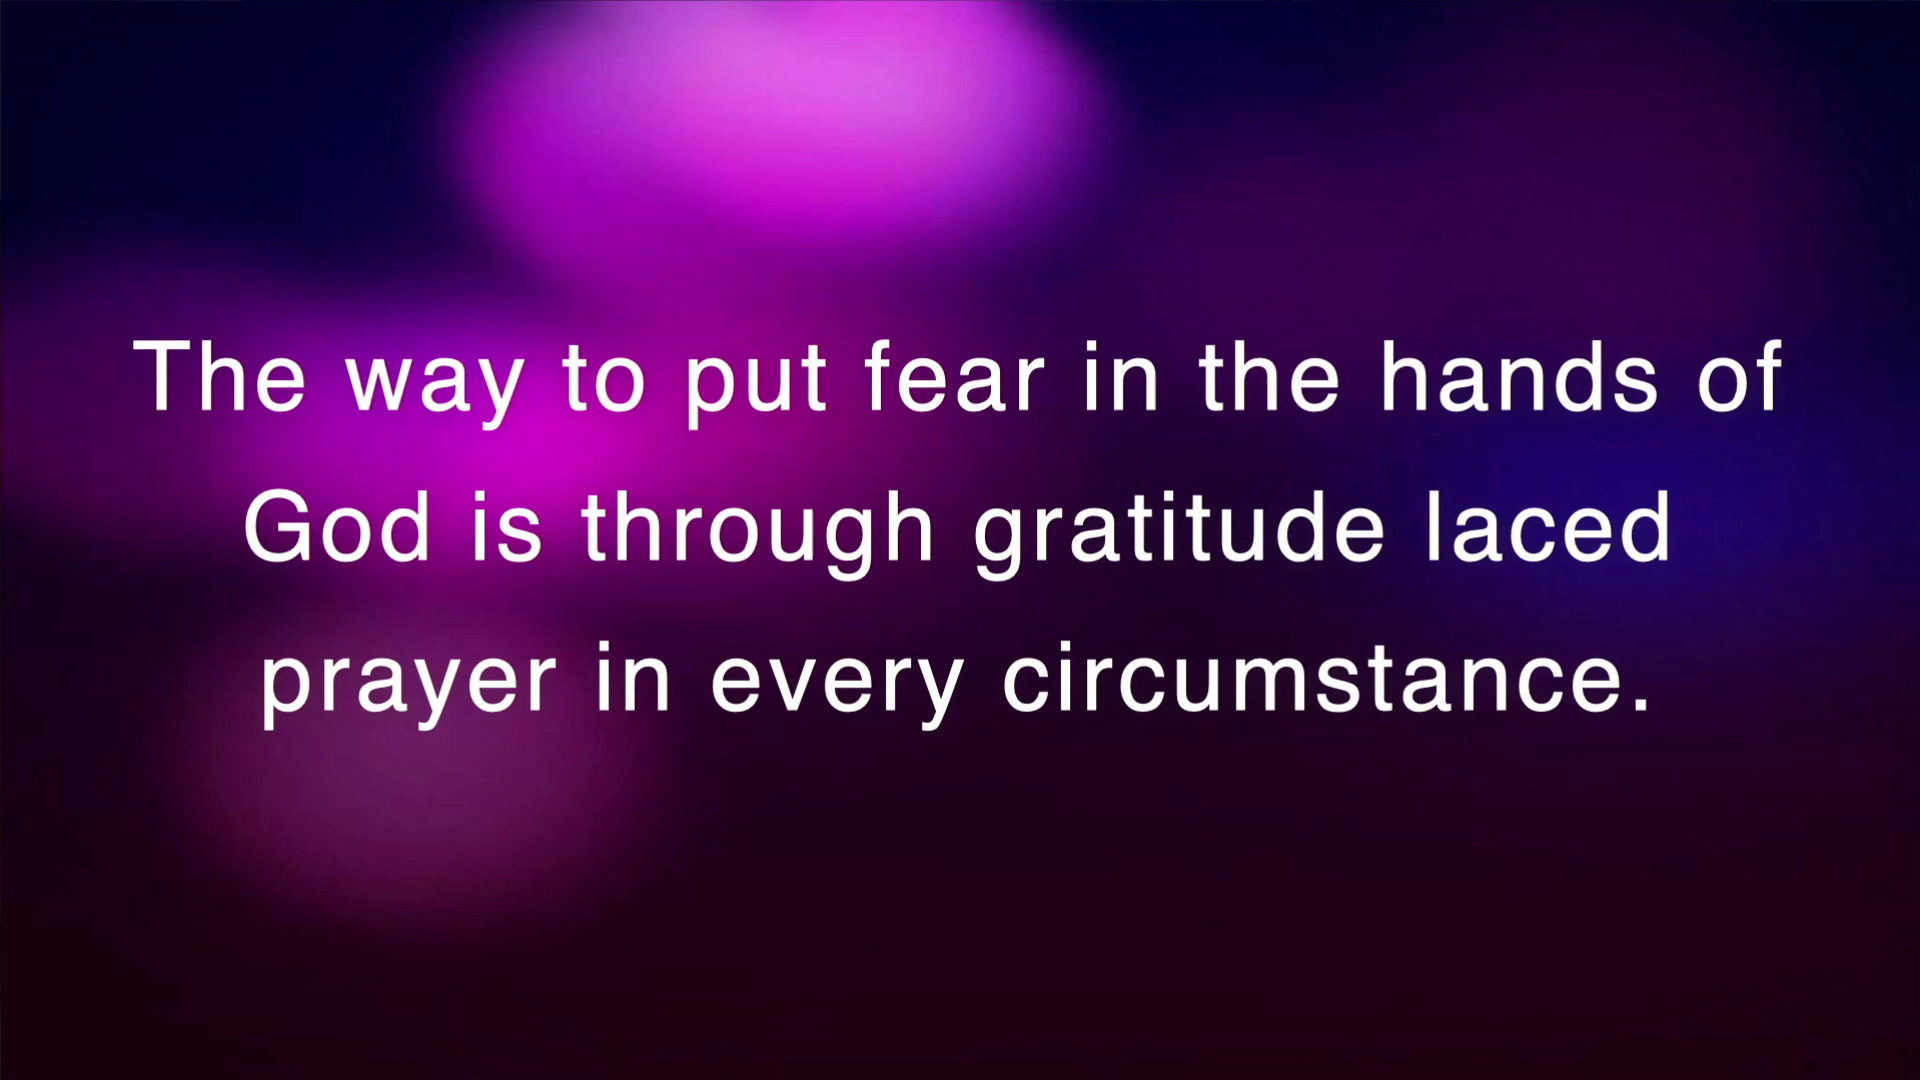 The way to put fear in the hands of
God is through gratitude laced
prayer in every circumstance.